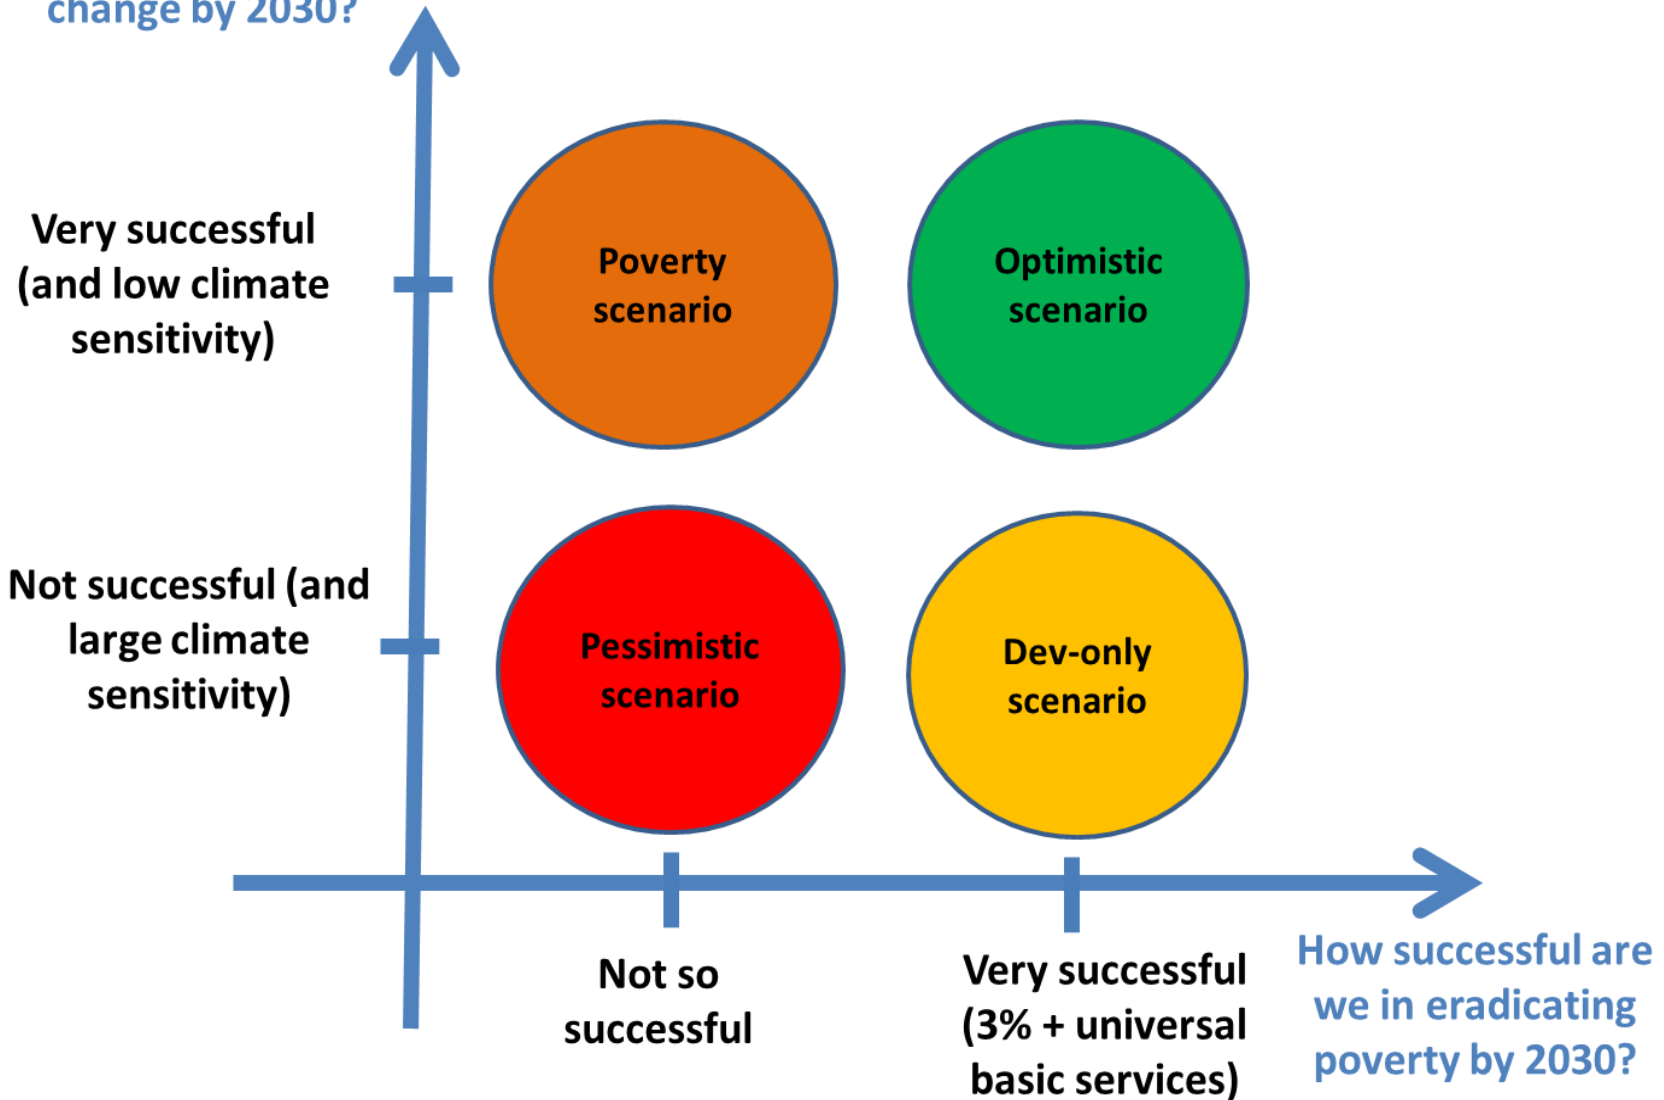 change by 2030?
Very successful
(and low climate
sensitivity)
Poverty
scenario
Optimistic
scenario
Not successful (and
large climate
sensitivity)
Pessimistic
scenario
Dev-only
scenario
Not so
successful
Very successful
(3% + universal
basic services)
How successful are
we in eradicating
poverty by 2030?